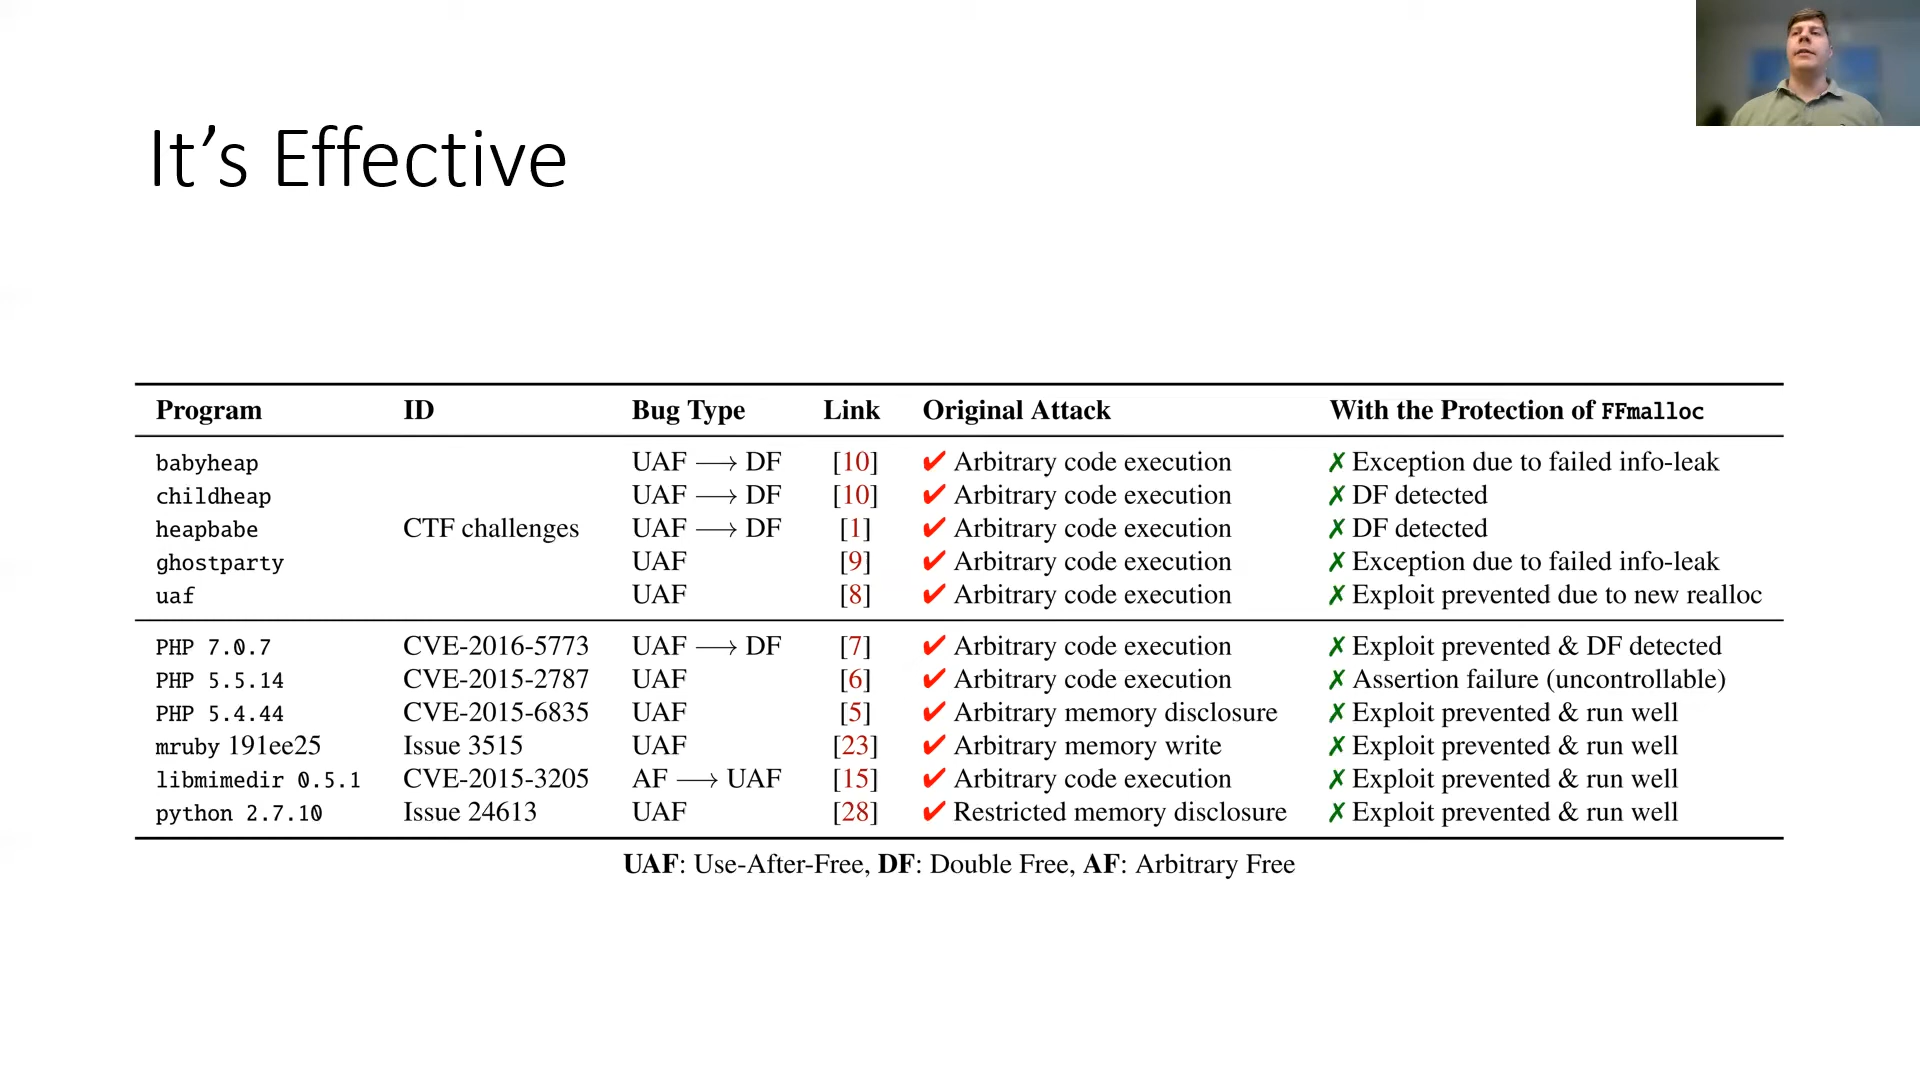 It’s Effective
Program ID Bug Type Link Original Attack With the Protection of FFmalloc
babyheap UAF ⟶ DF [10] ✔ Arbitrary code execution ✗ Exception due to failed info-leak
childheap UAF ⟶ DF [10] ✔ Arbitrary code execution ✗ DF detected
heapbabe CTF challenges UAF ⟶ DF [1] ✔ Arbitrary code execution ✗ DF detected
ghostparty UAF [9] ✔ Arbitrary code execution ✗ Exception due to failed info-leak
uaf UAF [8] ✔ Arbitrary code execution ✗ Exploit prevented due to new realloc
PHP 7.0.7 CVE-2016-5773 UAF ⟶ DF [7] ✔ Arbitrary code execution ✗ Exploit prevented & DF detected
PHP 5.5.14 CVE-2015-2787 UAF [6] ✔ Arbitrary code execution ✗ Assertion failure (uncontrollable)
PHP 5.4.44 CVE-2015-6835 UAF [5] ✔ Arbitrary memory disclosure ✗ Exploit prevented & run well
mruby 191ee25 Issue 3515 UAF [23] ✔ Arbitrary memory write ✗ Exploit prevented & run well
libmimedir 0.5.1 CVE-2015-3205 AF ⟶ UAF [15] ✔ Arbitrary code execution ✗ Exploit prevented & run well
python 2.7.10 Issue 24613 UAF [28] ✔ Restricted memory disclosure ✗ Exploit prevented & run well
UAF: Use-After-Free, DF: Double Free, AF: Arbitrary Free